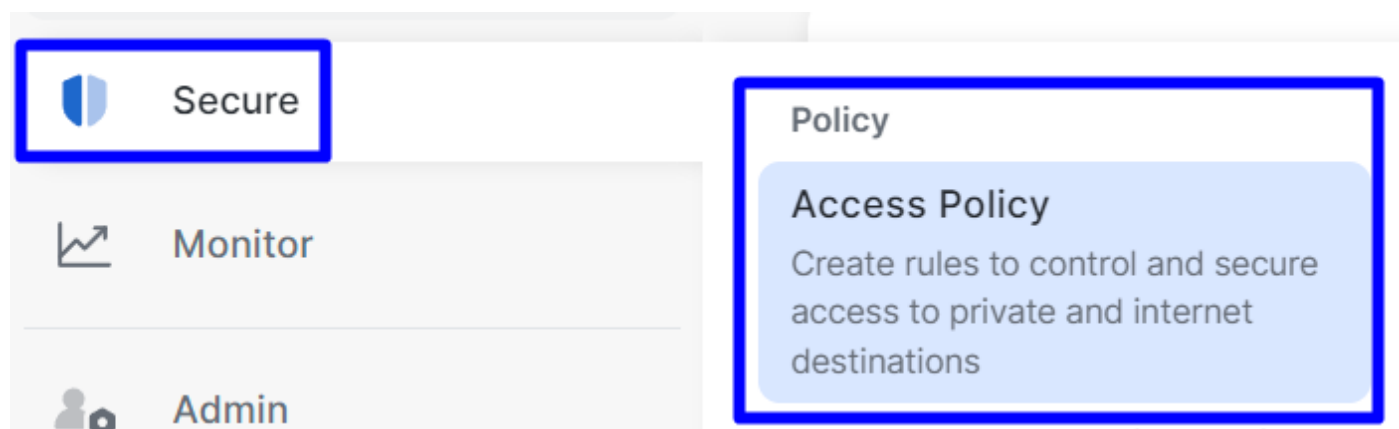 Secure
Monitor
Admin
Policy
Access Policy
Create rules to control and secure
access to private and internet
destinations